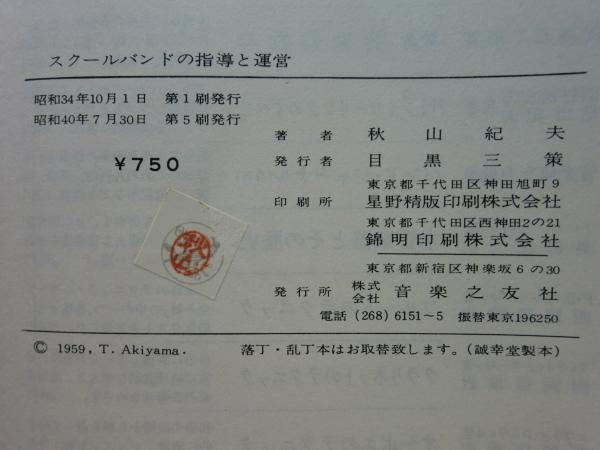 スクールバンドの指導と運営
昭和34年10月1日 第1刷発行
昭和40年7月30日 第5刷発行
¥750
著者 秋山紀夫
発行者 目黒三策
東京都千代田区神田旭町9
印刷所 星野精版印刷株式会社
東京都千代田区西神田2の21
錦明印刷株式会社
東京都新宿区神楽坂6の30
発行所 株式会社 音楽之友社
電話 (268) 6151~5 振替東京196250
© 1959, T. Akiyama. 落丁・乱丁本はお取替致します。(誠幸堂製本)